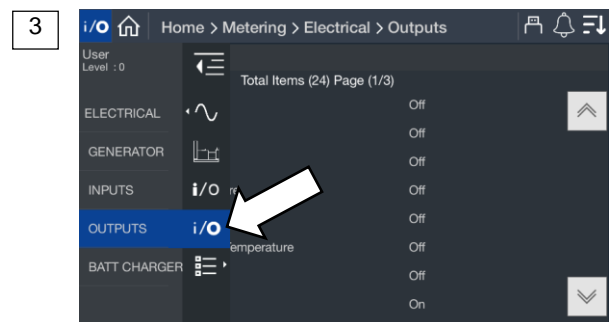 3
i/O Home > Metering > Electrical > Outputs
User
Level : 0
Total Items (24) Page (1/3)
Off
ELECTRICAL
Off
GENERATOR
Off
INPUTS i/O Off
OUTPUTS i/O Off
emperature Off
BATT CHARGER
Off
On